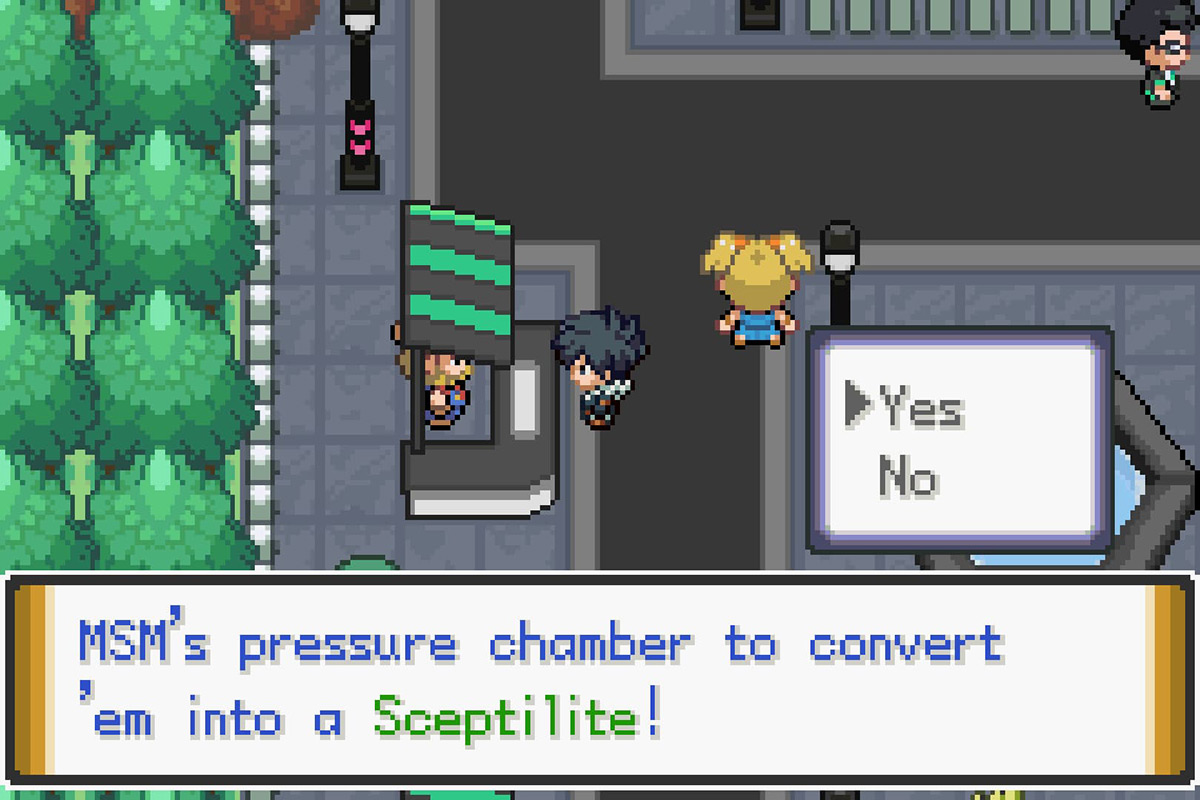 Yes
No
MSM's pressure chamber to convert
'em into a Sceptilite!